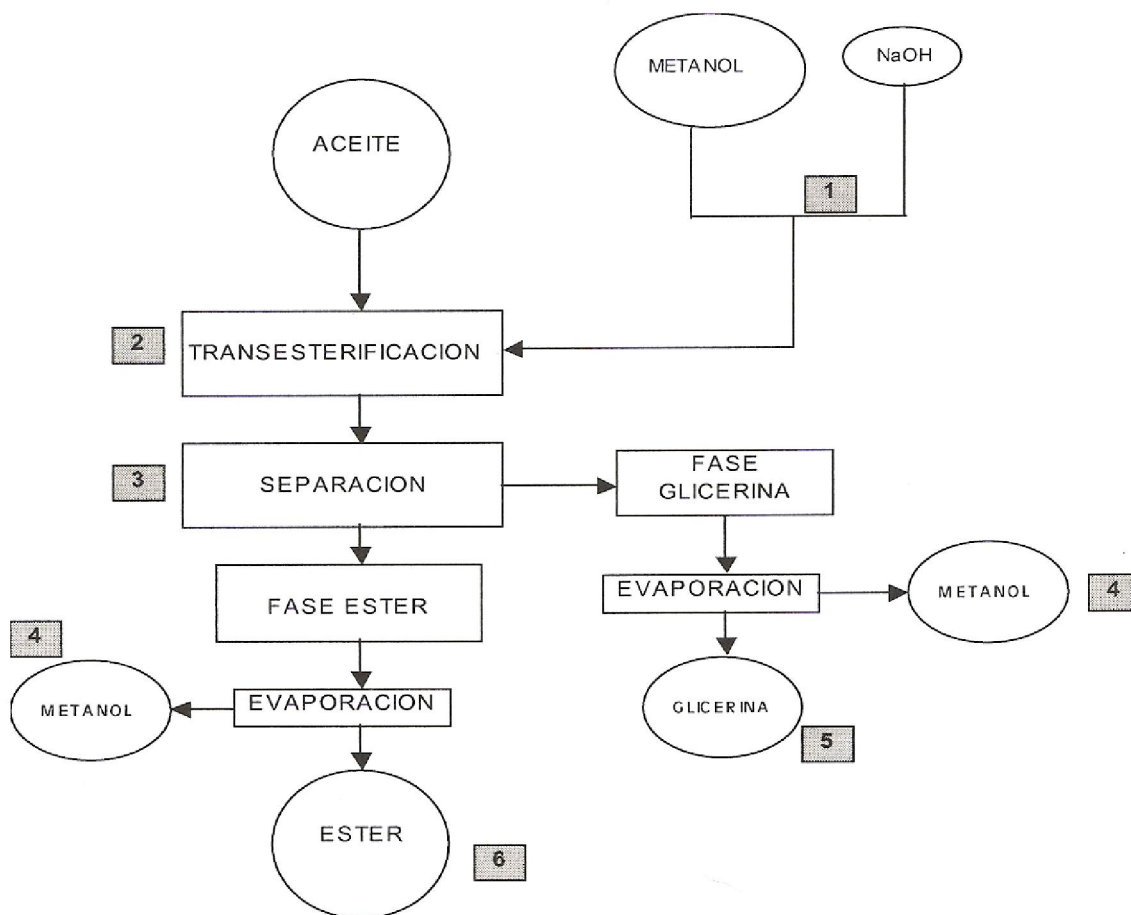 METANOL
NaOH
ACEITE
1
2
TRANSESTERIFICACION
3
SEPARACION
FASE
GLICERINA
EVAPORACION
METANOL
4
FASE ESTER
4
METANOL
EVAPORACION
GLICERINA
5
ESTER
6